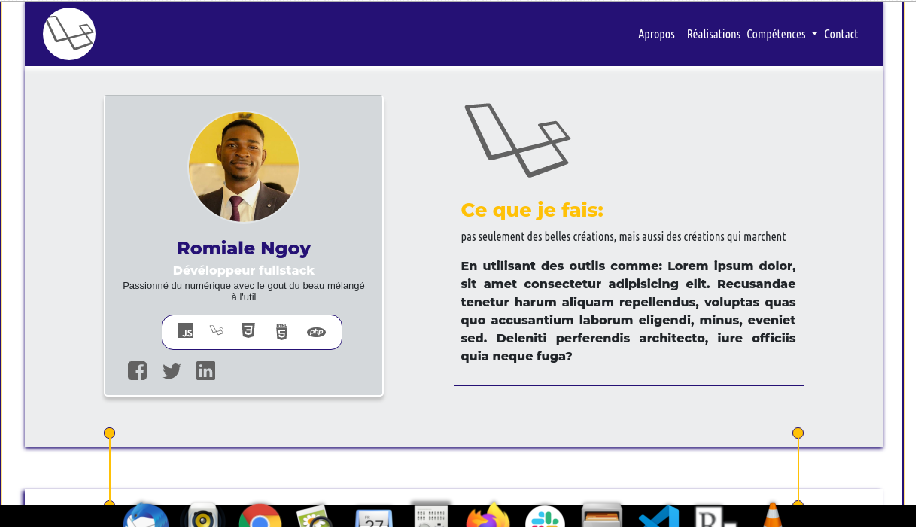 Apropos Réalisations Compétences Contact
Romiale Ngoy
Dévéloppeur fullstack
Passionné du numérique avec le gout du beau mélangé
à l'util
JS
php
Ce que je fais:
pas seulement des belles créations, mais aussi des créations qui marchent
En utilisant des outils comme: Lorem ipsum dolor,
sit amet consectetur adipisicing elit. Recusandae
tenetur harum aliquam repellendus, voluptas quas
quo accusantium laborum eligendi, minus, eveniet
sed. Deleniti perferendis architecto, iure officiis
quia neque fuga?
27